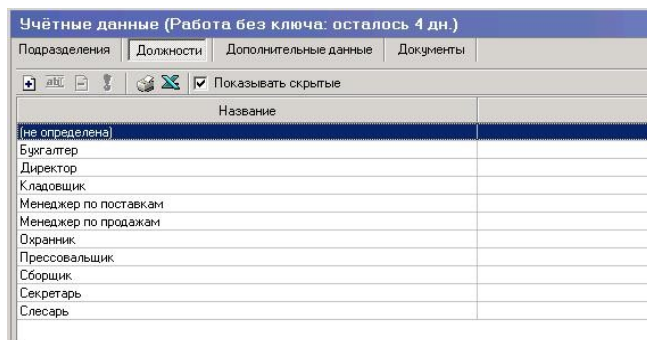 Учётные данные (Работа без ключа: осталось 4 дн.)
Подразделения Должности Дополнительные данные Документы
Показывать скрытые
Название
(не определена)
Бухгалтер
Директор
Кладовщик
Менеджер по поставкам
Менеджер по продажам
Охранник
Прессовальщик
Сборщик
Секретарь
Слесарь